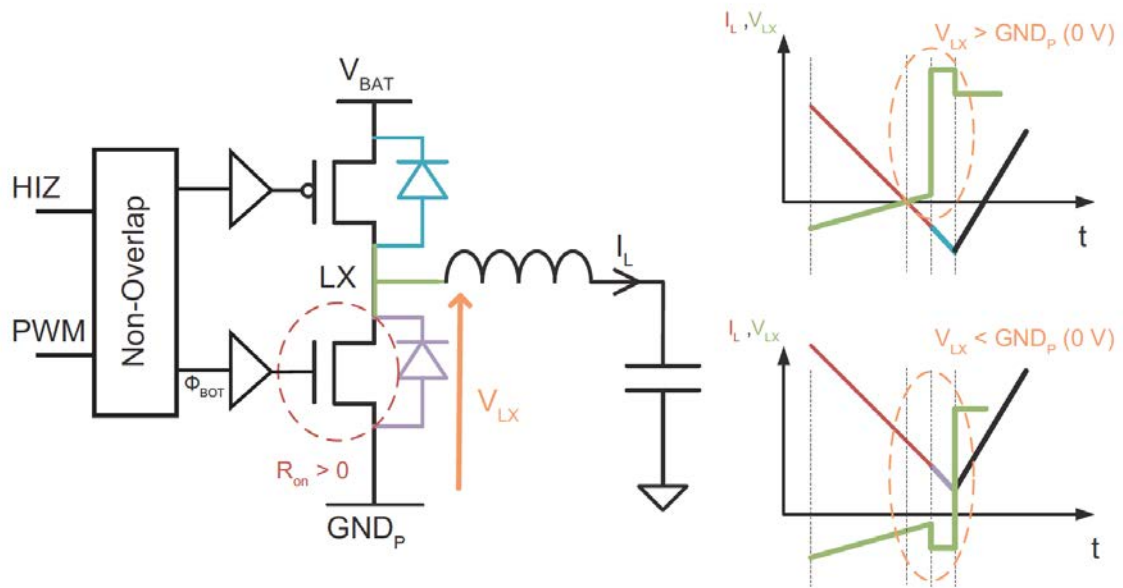 V_BAT
HIZ
PWM
Non-Overlap
Φ_BOT
LX
I_L
V_LX
R_on > 0
GND_P
I_L ,V_LX
V_LX > GND_P (0 V)
t
I_L ,V_LX
V_LX < GND_P (0 V)
t